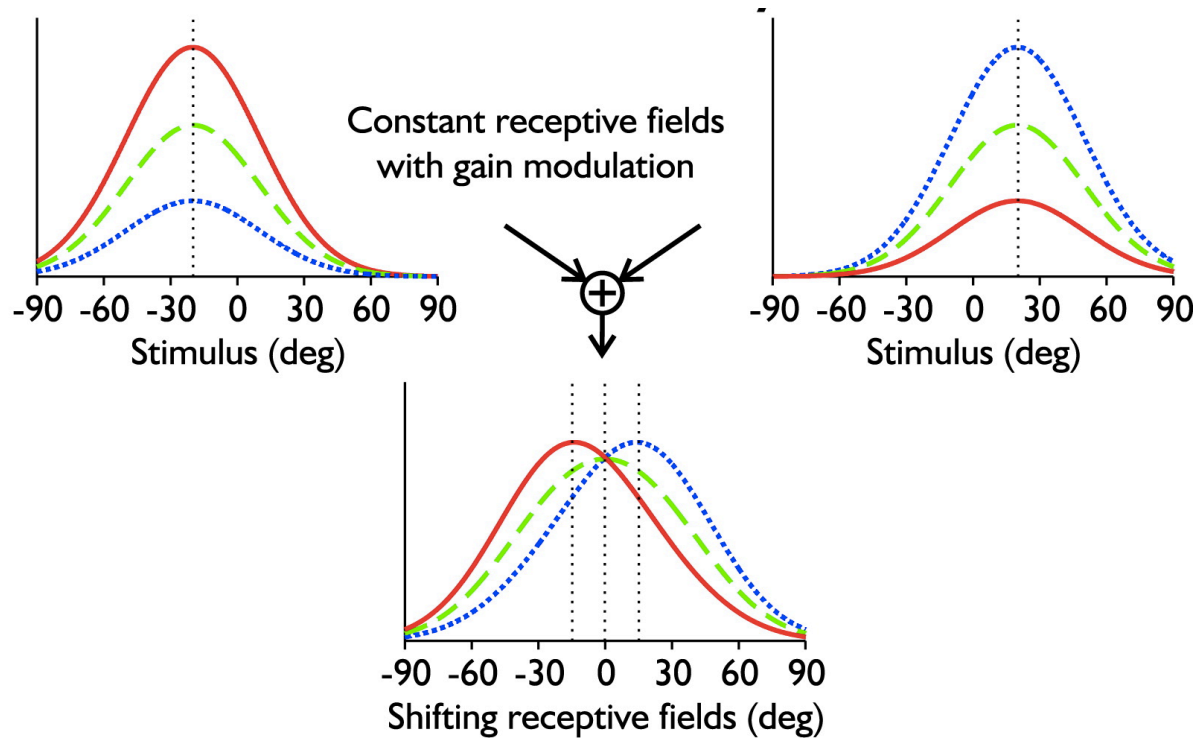 Constant receptive fields
with gain modulation
-90 -60 -30 0 30 60 90
Stimulus (deg)
-90 -60 -30 0 30 60 90
Stimulus (deg)
+
-90 -60 -30 0 30 60 90
Shifting receptive fields (deg)